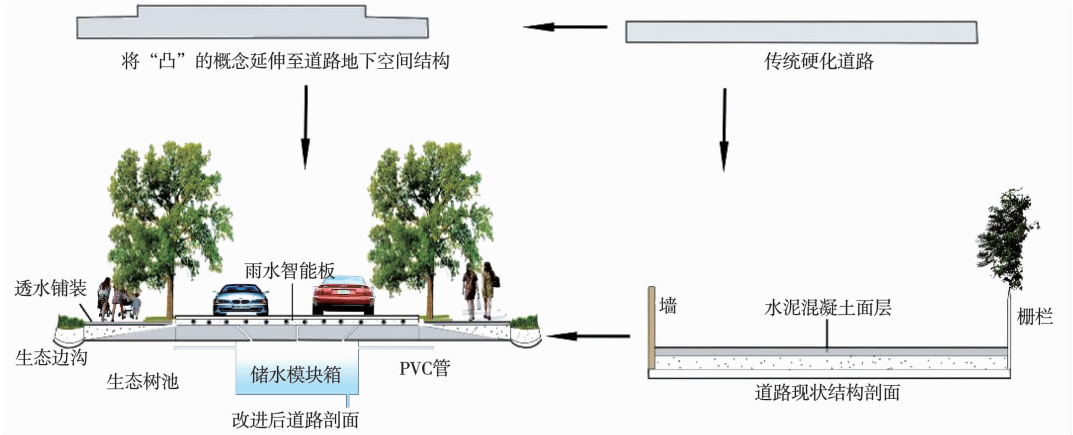 将“凸”的概念延伸至道路地下空间结构
传统硬化道路
雨水智能板
透水铺装
生态边沟
生态树池
储水模块箱
PVC管
改进后道路剖面
墙
水泥混凝土面层
栅栏
道路现状结构剖面